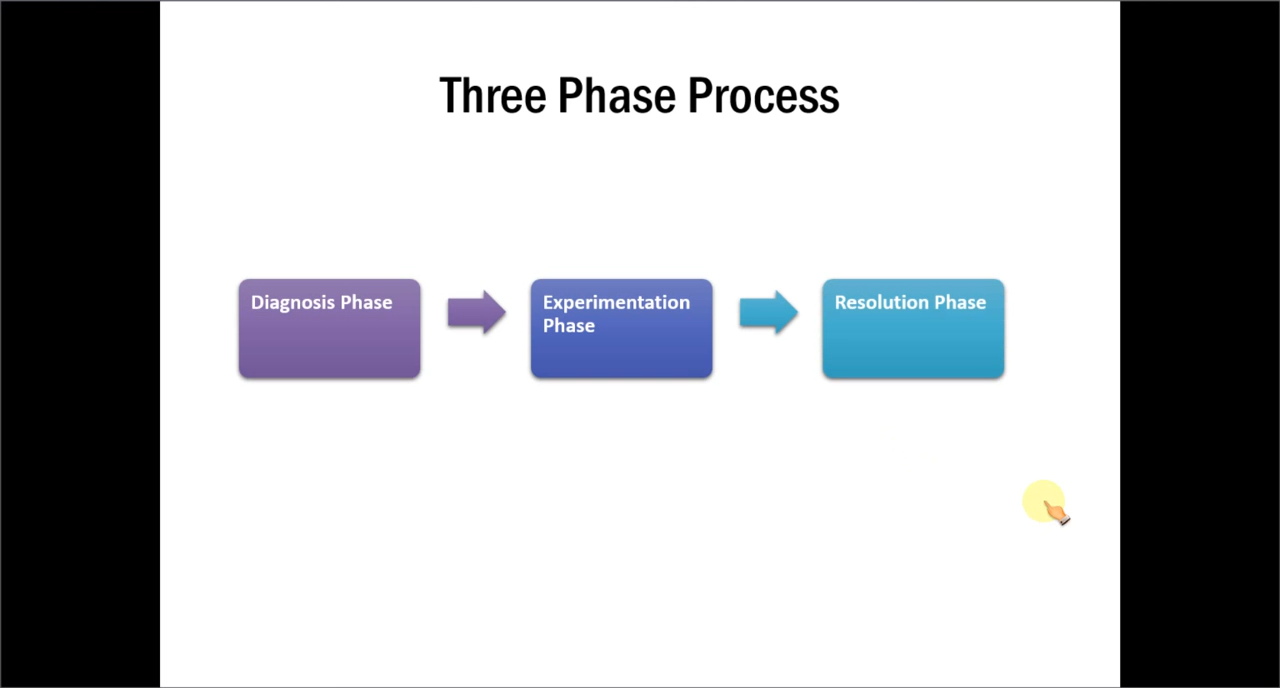 Three Phase Process
Diagnosis Phase
Experimentation
Phase
Resolution Phase